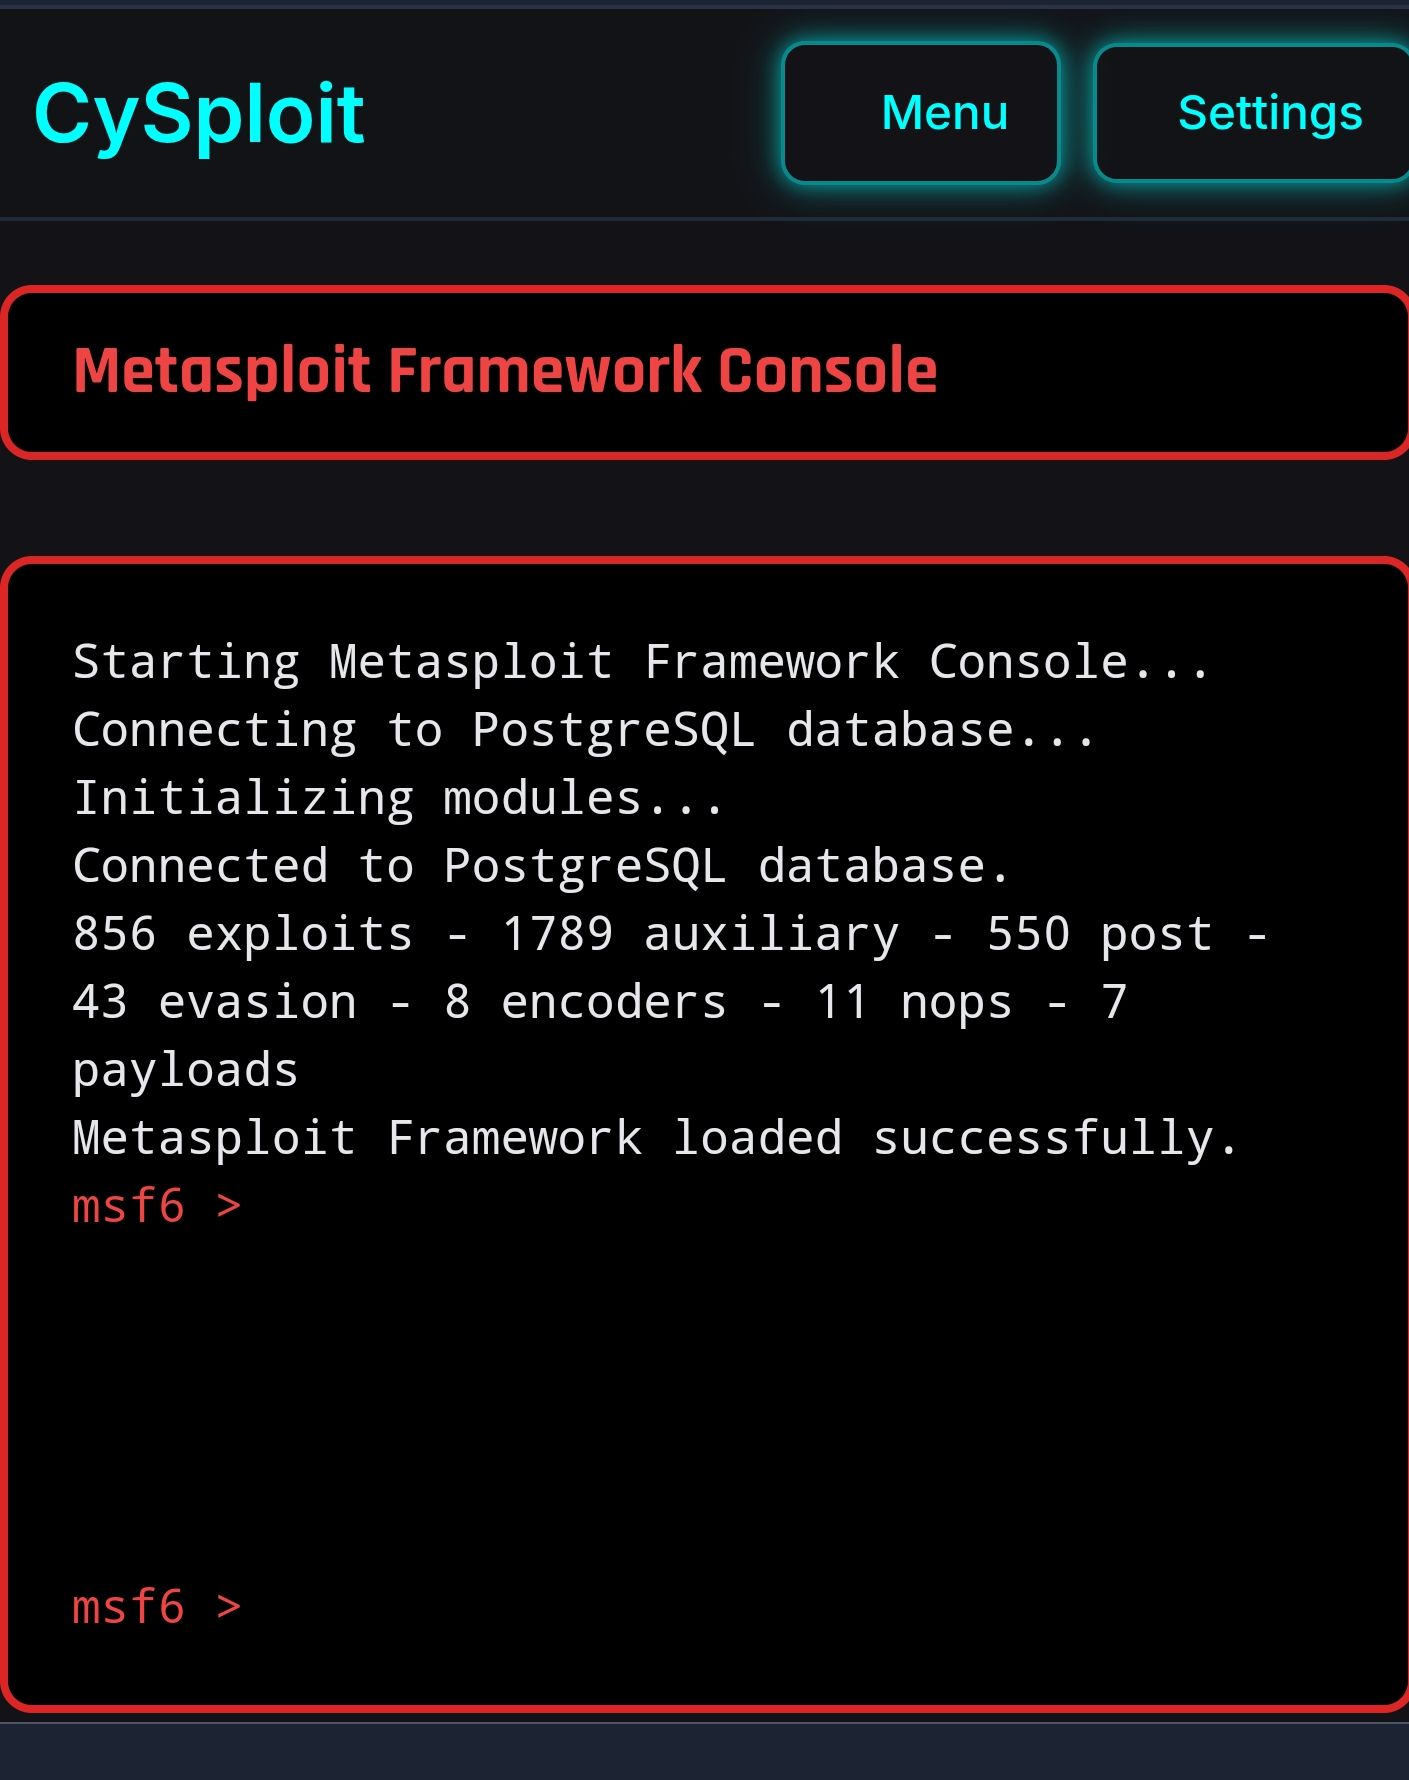 CySploit
Menu
Settings
Metasploit Framework Console
Starting Metasploit Framework Console...
Connecting to PostgreSQL database...
Initializing modules...
Connected to PostgreSQL database.
856 exploits - 1789 auxiliary - 550 post -
43 evasion - 8 encoders - 11 nops - 7
payloads
Metasploit Framework loaded successfully.
msf6 >
msf6 >